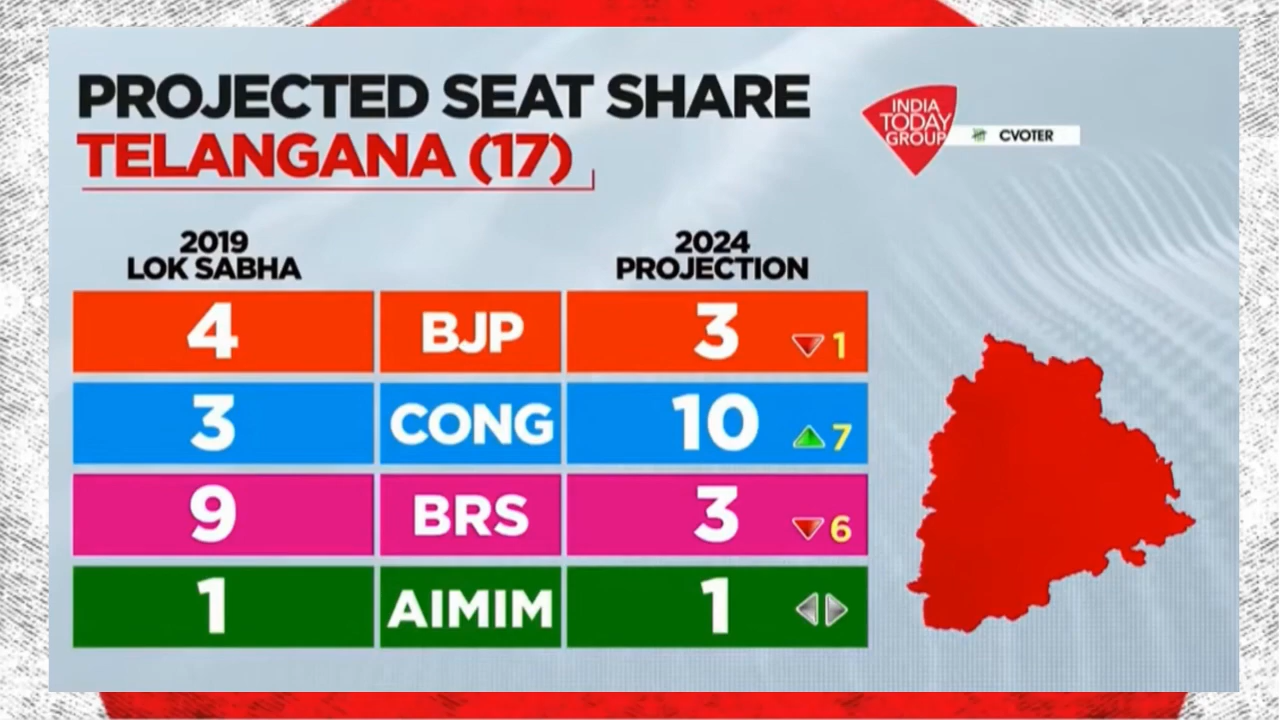 PROJECTED SEAT SHARE
TELANGANA (17)
INDIA
TODAY
GROUP
CVOTER
2019
LOK SABHA
2024
PROJECTION
4 BJP 3 1
3 CONG 10 7
9 BRS 3 6
1 AIMIM 1